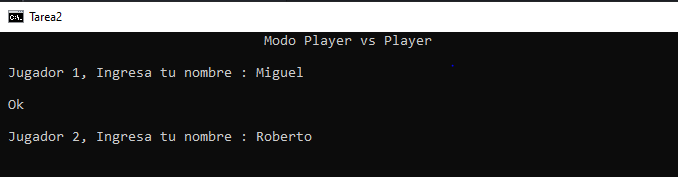 Tarea2
Modo Player vs Player
Jugador 1, Ingresa tu nombre : Miguel
Ok
Jugador 2, Ingresa tu nombre : Roberto